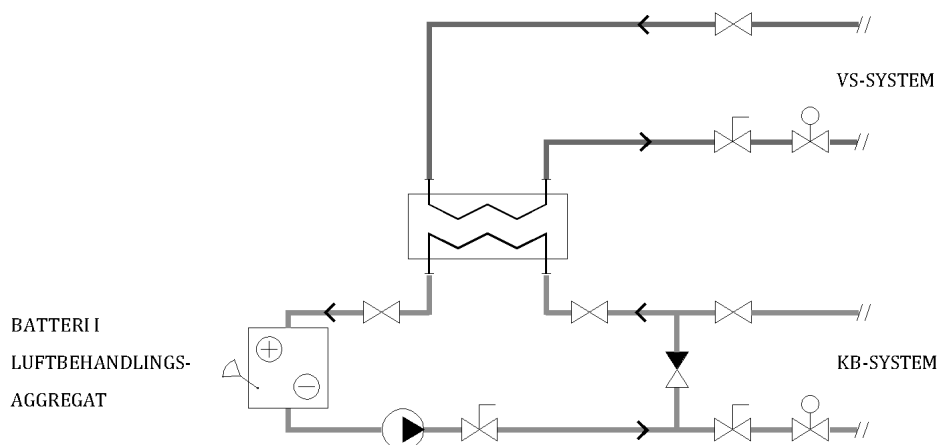 VS-SYSTEM
BATTERI I
LUFTBEHANDLINGS-
AGGREGAT
KB-SYSTEM